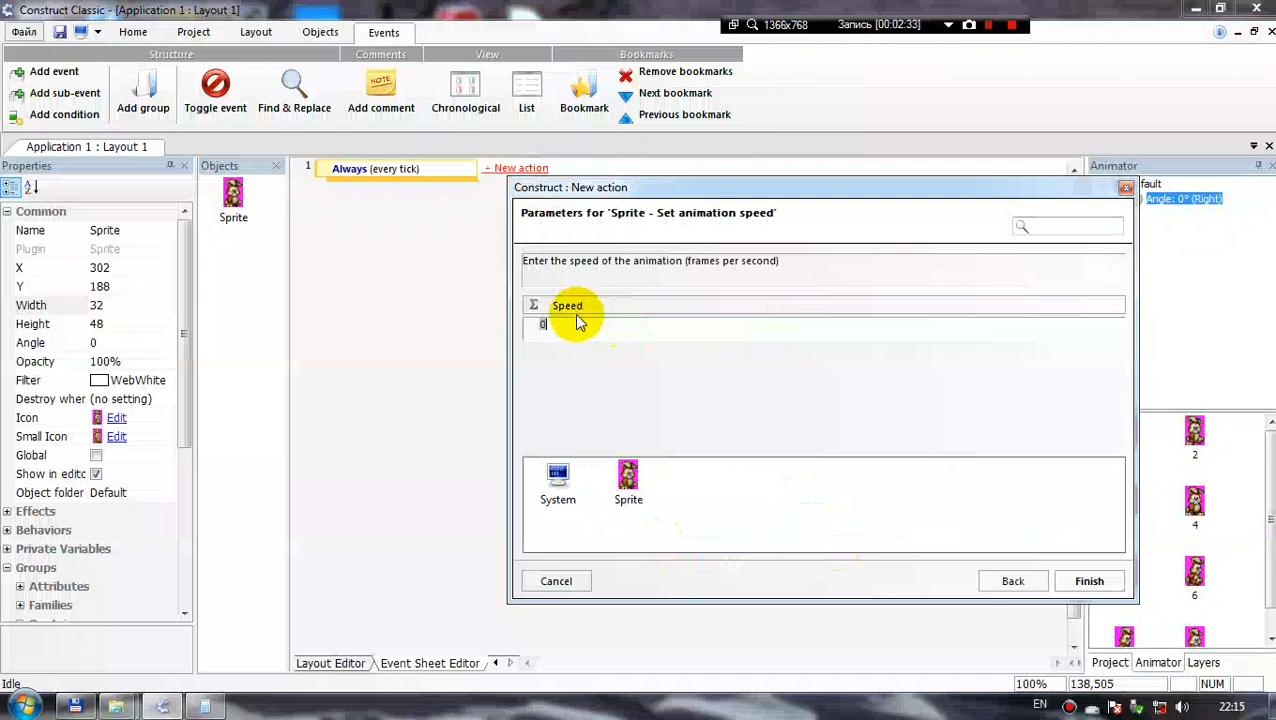 Construct Classic - [Application 1 : Layout 1]
1366x768
Запись [00:02:33]
Файл
Home
Project
Layout
Objects
Events
Structure
Comments
View
Bookmarks
Add event
Add sub-event
Add condition
Add group
Toggle event
Find & Replace
NOTE
Add comment
Chronological
List
Bookmark
Remove bookmarks
Next bookmark
Previous bookmark
Application 1 : Layout 1
Properties
Objects
Animator
Common
Name Sprite
Plugin Sprite
X 302
Y 188
Width 32
Height 48
Angle 0
Opacity 100%
Filter WebWhite
Destroy wher (no setting)
Icon Edit
Small Icon Edit
Global
Show in editc
Object folder Default
Effects
Behaviors
Private Variables
Groups
Attributes
Families
Sprite
1
Always (every tick)
+ New action
Construct : New action
Parameters for 'Sprite - Set animation speed'
Enter the speed of the animation (frames per second)
Σ Speed
0
System
Sprite
Cancel
Back
Finish
fault
Angle: 0° (Right)
2
4
6
Layout Editor
Event Sheet Editor
Project
Animator
Layers
Idle
100%
138,505
NUM
EN
22:15